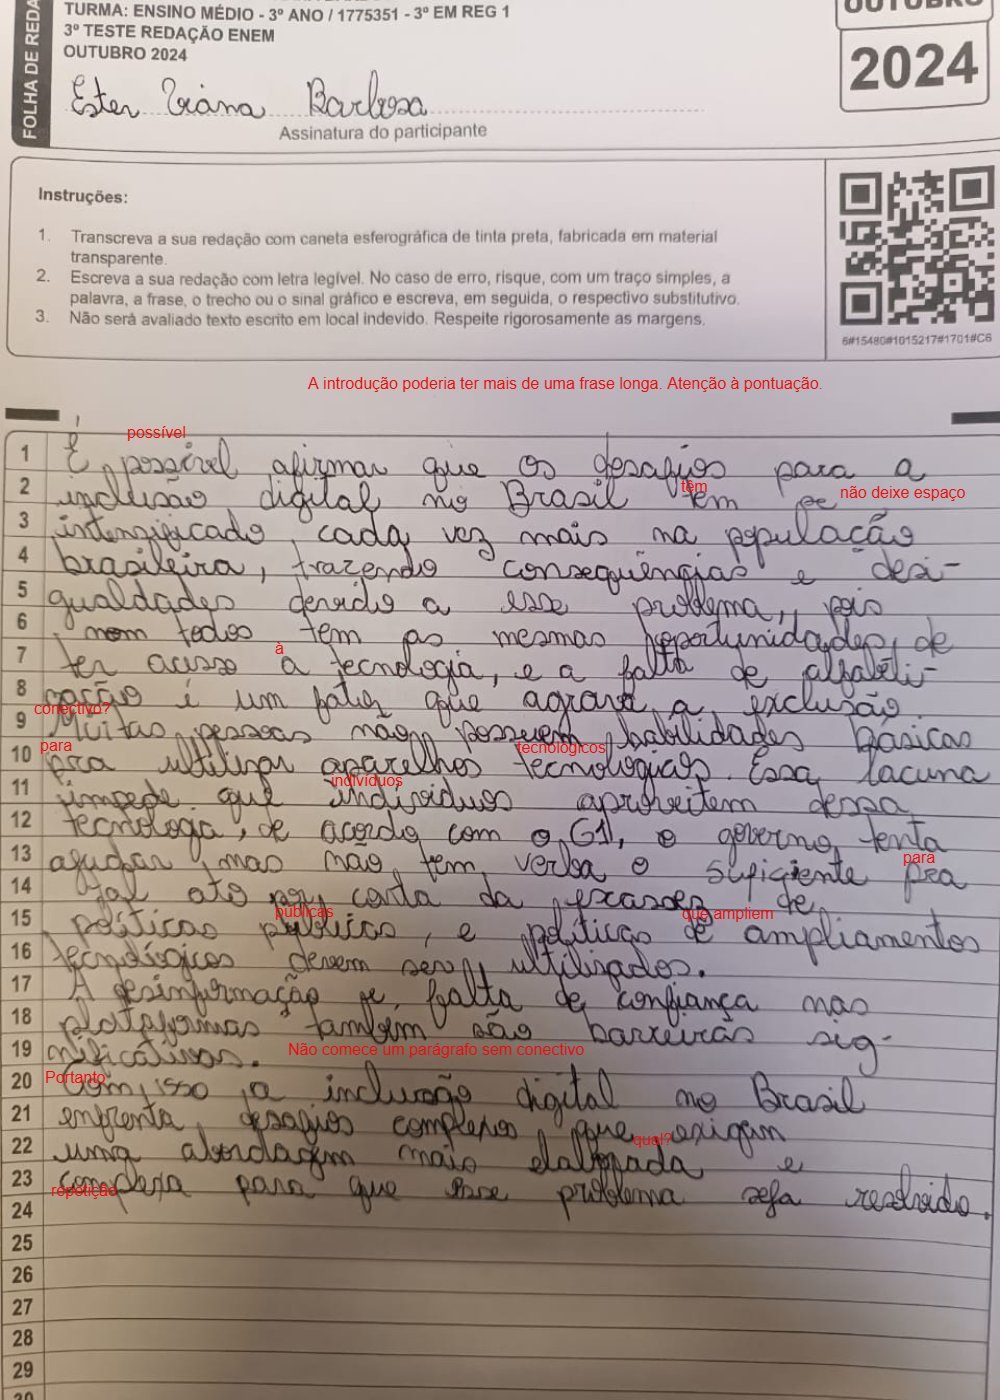 FOLHA DE REDA
TURMA: ENSINO MÉDIO - 3º ANO / 1775351 - 3º EM REG 1
3º TESTE REDAÇÃO ENEM
OUTUBRO 2024
OUTUBRO
2024
Ester Viana Barbosa
Assinatura do participante
Instruções:
1. Transcreva a sua redação com caneta esferográfica de tinta preta, fabricada em material
transparente.
2. Escreva a sua redação com letra legível. No caso de erro, risque, com um traço simples, a
palavra, a frase, o trecho ou o sinal gráfico e escreva, em seguida, o respectivo substitutivo.
3. Não será avaliado texto escrito em local indevido. Respeite rigorosamente as margens.
6#15480#1015217#1701#C6
A introdução poderia ter mais de uma frase longa. Atenção à pontuação.
possível
1 É possírel afirmar que os desafios para a
têm
não deixe espaço
2 inclusão digital no Brasil tem se
3 intenzificado cada vez mais na população
4 brasileira, trazendo consequências e desi-
5 gualdades devido a esse problema, pois
6 nem todos tem as mesmas oportunidades de
à
7 ter acesso a tecnologia, e a falta de alfabeti-
8 zação é um fator que agrava a exclusão.
conectivo?
9 Muitas pessoas não possuem habilidades básicas
para
tecnológicos
10 pra utilizar aparelhos tecnologicos. Essa lacuna
indivíduos
11 impede que individuos aproveitem dessa
12 tecnologa, de acordo com o G1, o governo tenta
13 ajudar, mas não tem verba o suficiente pra
para
14 tal ato por conta da escasses de
públicas
que ampliem
15 políticas publicas, e políticas de ampliamentos
16 tecnológicos devem ser utilizados.
17 A desinformação e falta de confiança nas
18 plataformas também são barreiras sig-
19 nificativas.
Não comece um parágrafo sem conectivo
Portanto
20 Com isso a inclusão digital no Brasil
21 enfrenta desafios complexos que exigem
qual?
22 uma abordagem mais elaborada e
23 complexa para que esse problema seja resolvido.
repetição
24
25
26
27
28
29
30